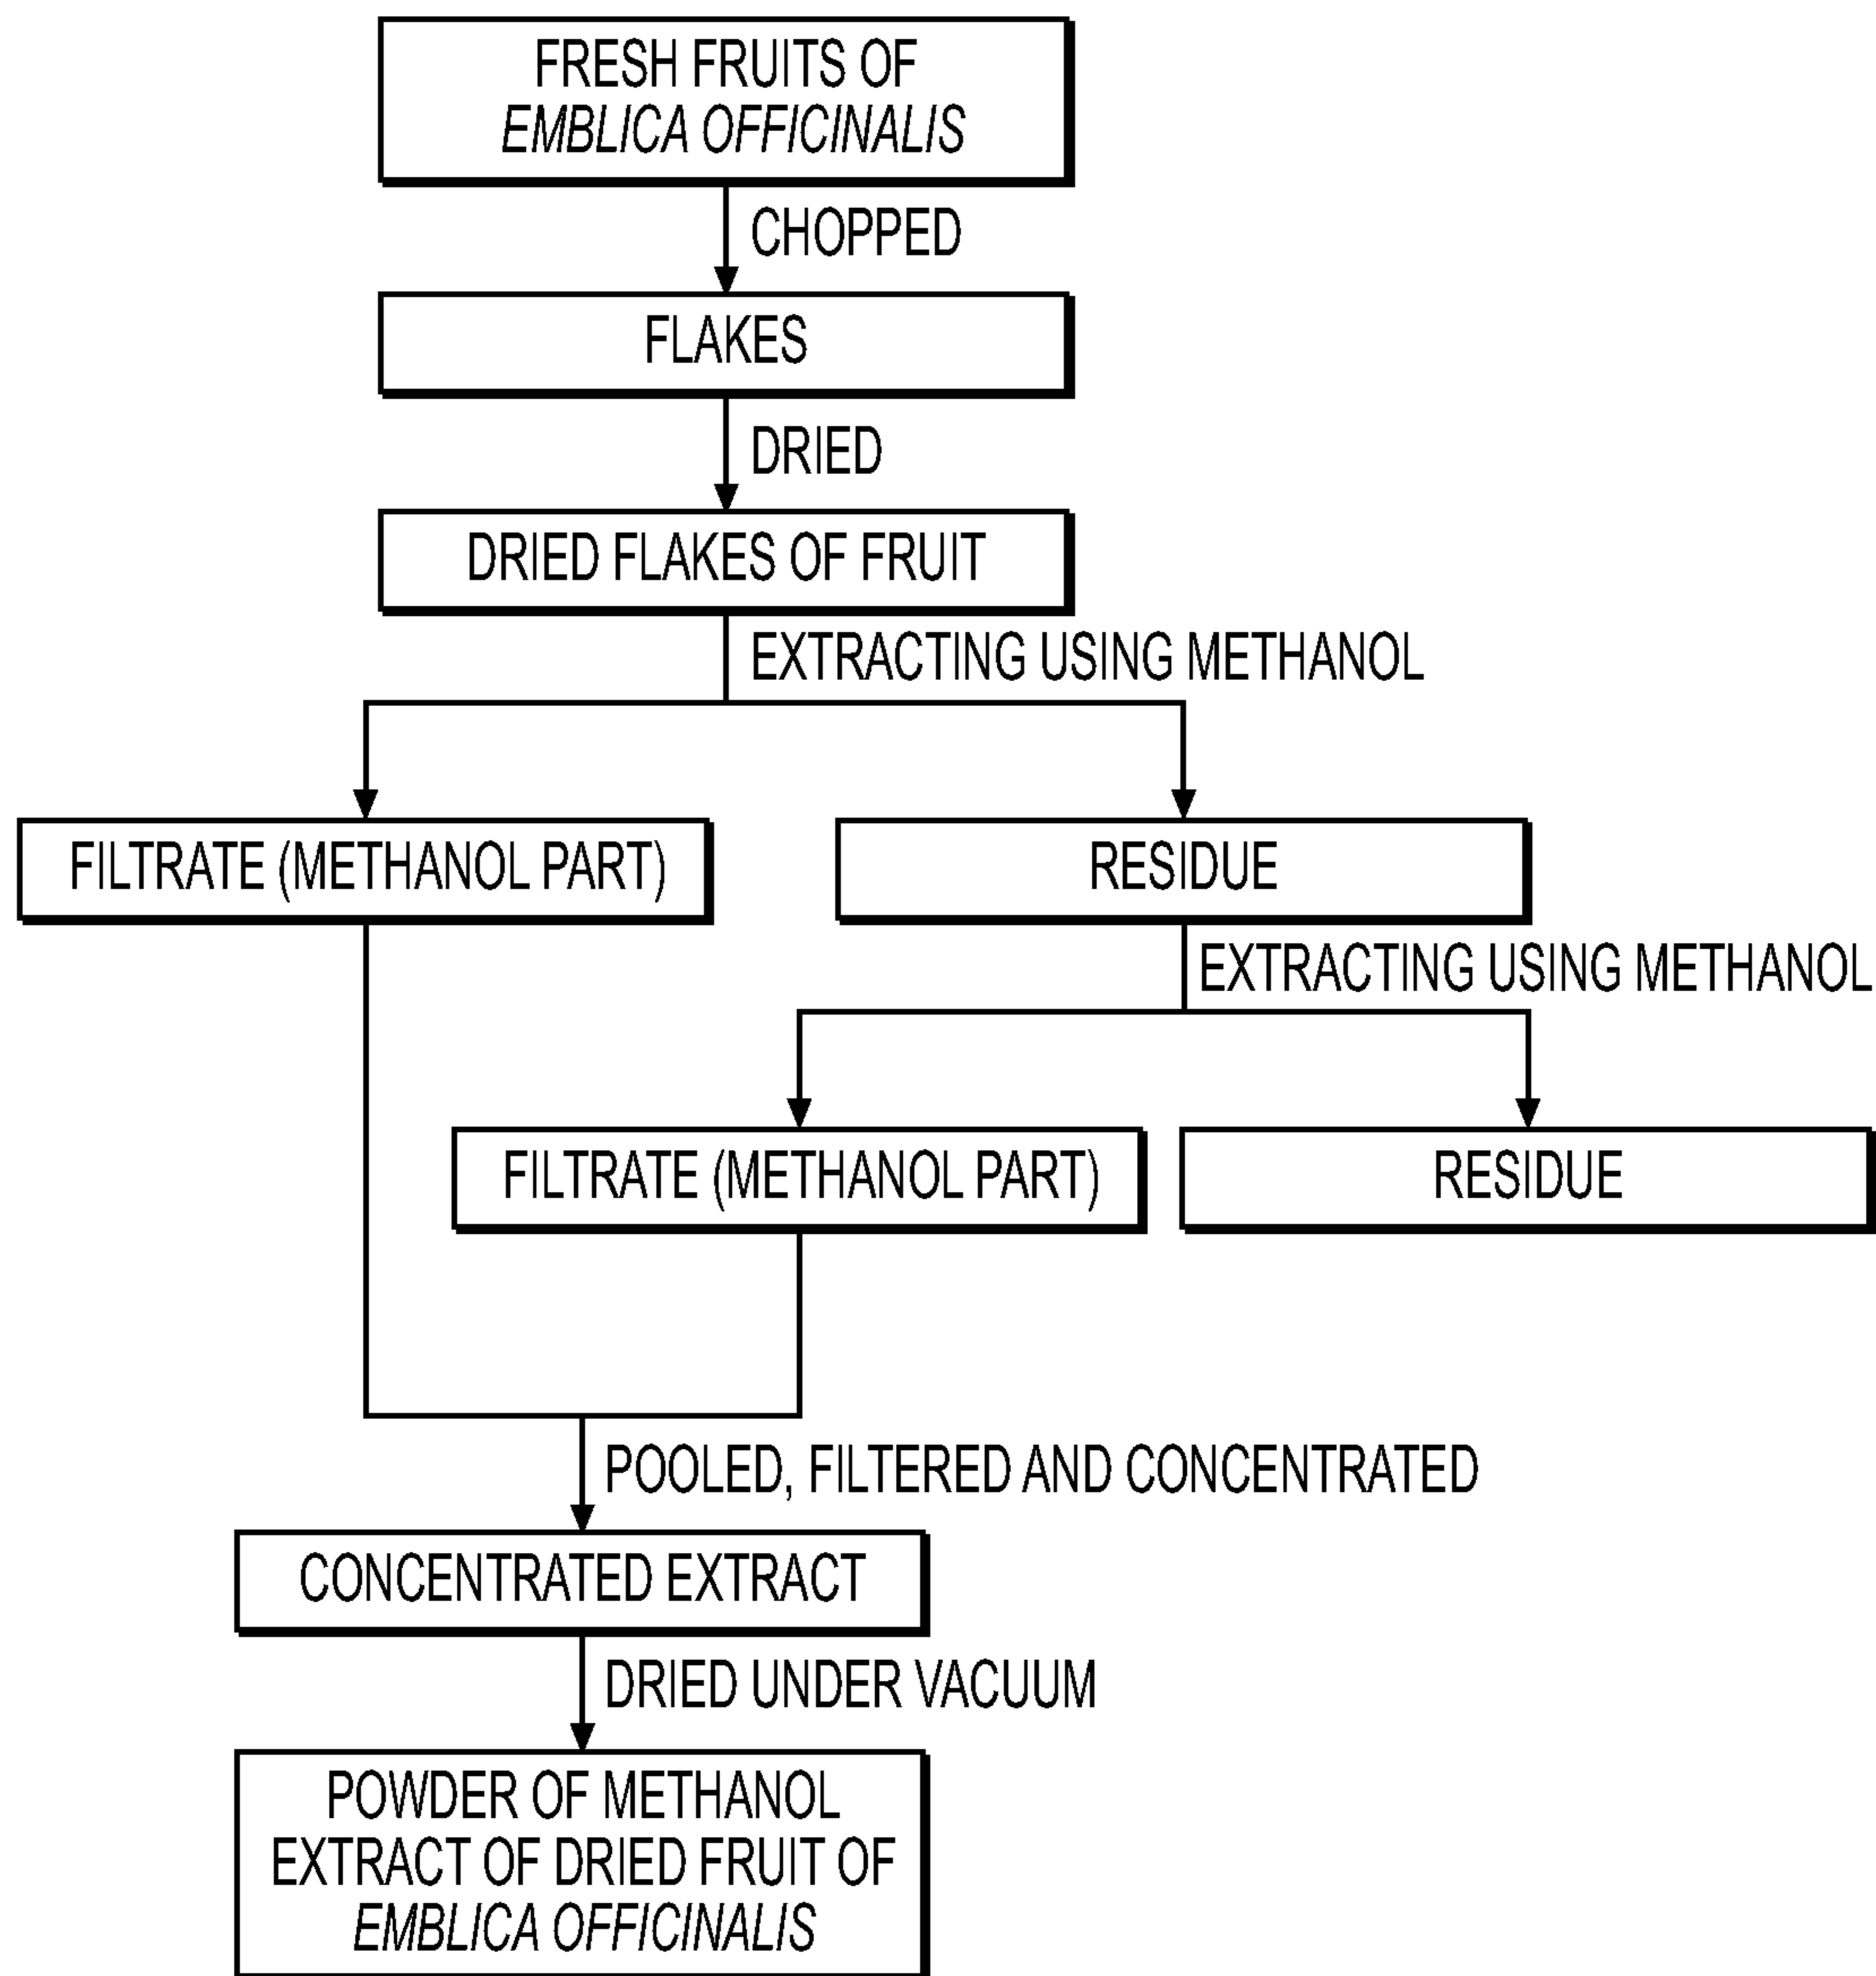 FRESH FRUITS OF
EMBLICA OFFICINALIS
CHOPPED
FLAKES
DRIED
DRIED FLAKES OF FRUIT
EXTRACTING USING METHANOL
FILTRATE (METHANOL PART)
RESIDUE
EXTRACTING USING METHANOL
FILTRATE (METHANOL PART)
RESIDUE
POOLED, FILTERED AND CONCENTRATED
CONCENTRATED EXTRACT
DRIED UNDER VACUUM
POWDER OF METHANOL
EXTRACT OF DRIED FRUIT OF
EMBLICA OFFICINALIS